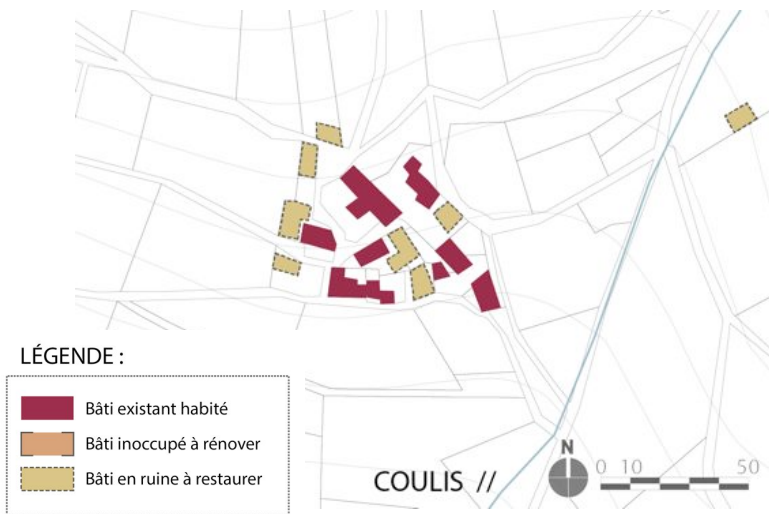 LÉGENDE :
Bâti existant habité
Bâti inoccupé à rénover
Bâti en ruine à restaurer
COULIS //
N
0 10 50